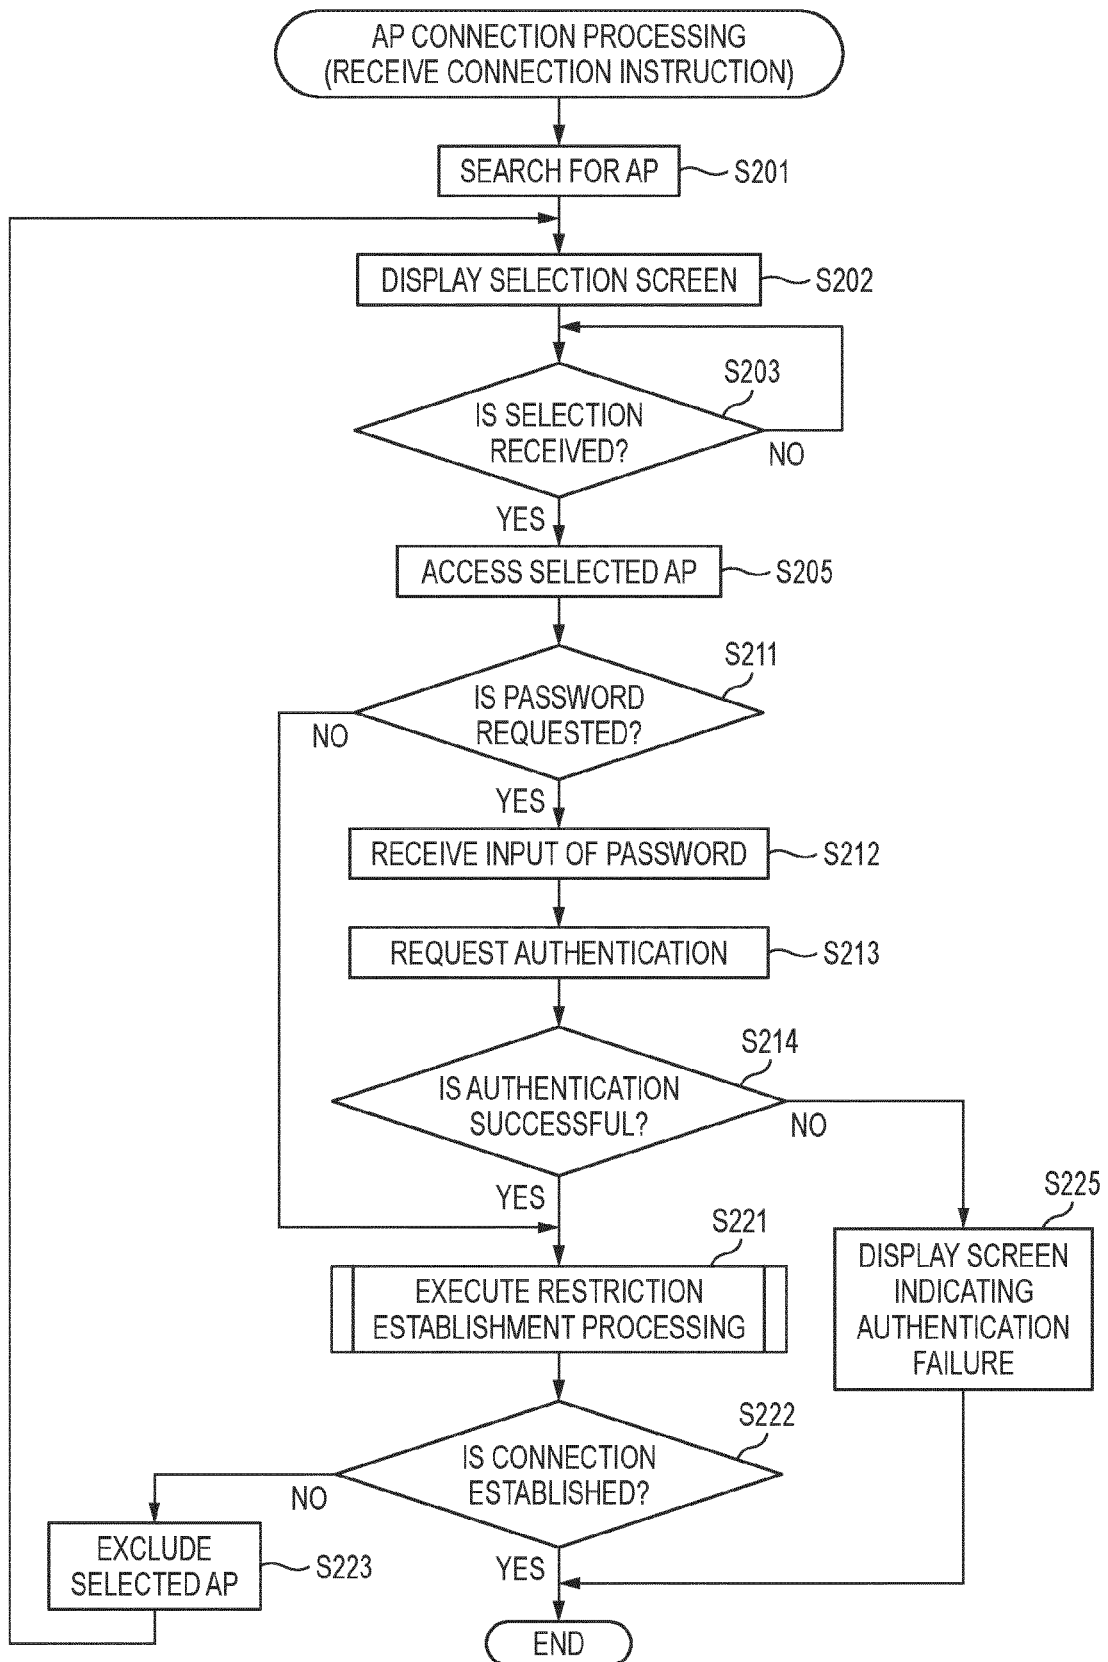 AP CONNECTION PROCESSING
(RECEIVE CONNECTION INSTRUCTION)
SEARCH FOR AP
S201
DISPLAY SELECTION SCREEN
S202
S203
IS SELECTION
RECEIVED?
NO
YES
ACCESS SELECTED AP
S205
S211
IS PASSWORD
REQUESTED?
NO
YES
RECEIVE INPUT OF PASSWORD
S212
REQUEST AUTHENTICATION
S213
S214
IS AUTHENTICATION
SUCCESSFUL?
NO
YES
S221
EXECUTE RESTRICTION
ESTABLISHMENT PROCESSING
S225
DISPLAY SCREEN
INDICATING
AUTHENTICATION
FAILURE
S222
IS CONNECTION
ESTABLISHED?
NO
YES
EXCLUDE
SELECTED AP
S223
END